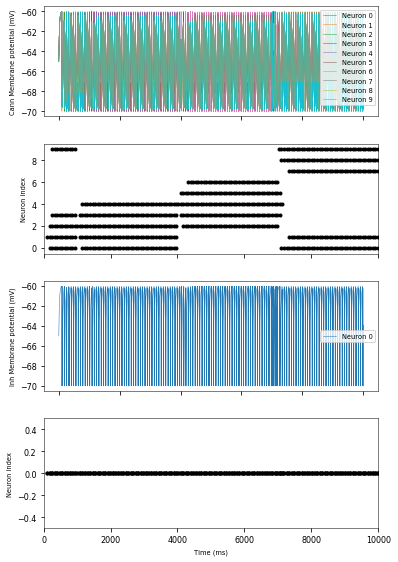 Cann Membrane potential (mV)
−60
−62
−64
−66
−68
−70
Neuron 0
Neuron 1
Neuron 2
Neuron 3
Neuron 4
Neuron 5
Neuron 6
Neuron 7
Neuron 8
Neuron 9
Neuron index
8
6
4
2
0
Inh Membrane potential (mV)
−60
−62
−64
−66
−68
−70
Neuron 0
Neuron index
0.4
0.2
0.0
−0.2
−0.4
0
2000
4000
6000
8000
10000
Time (ms)